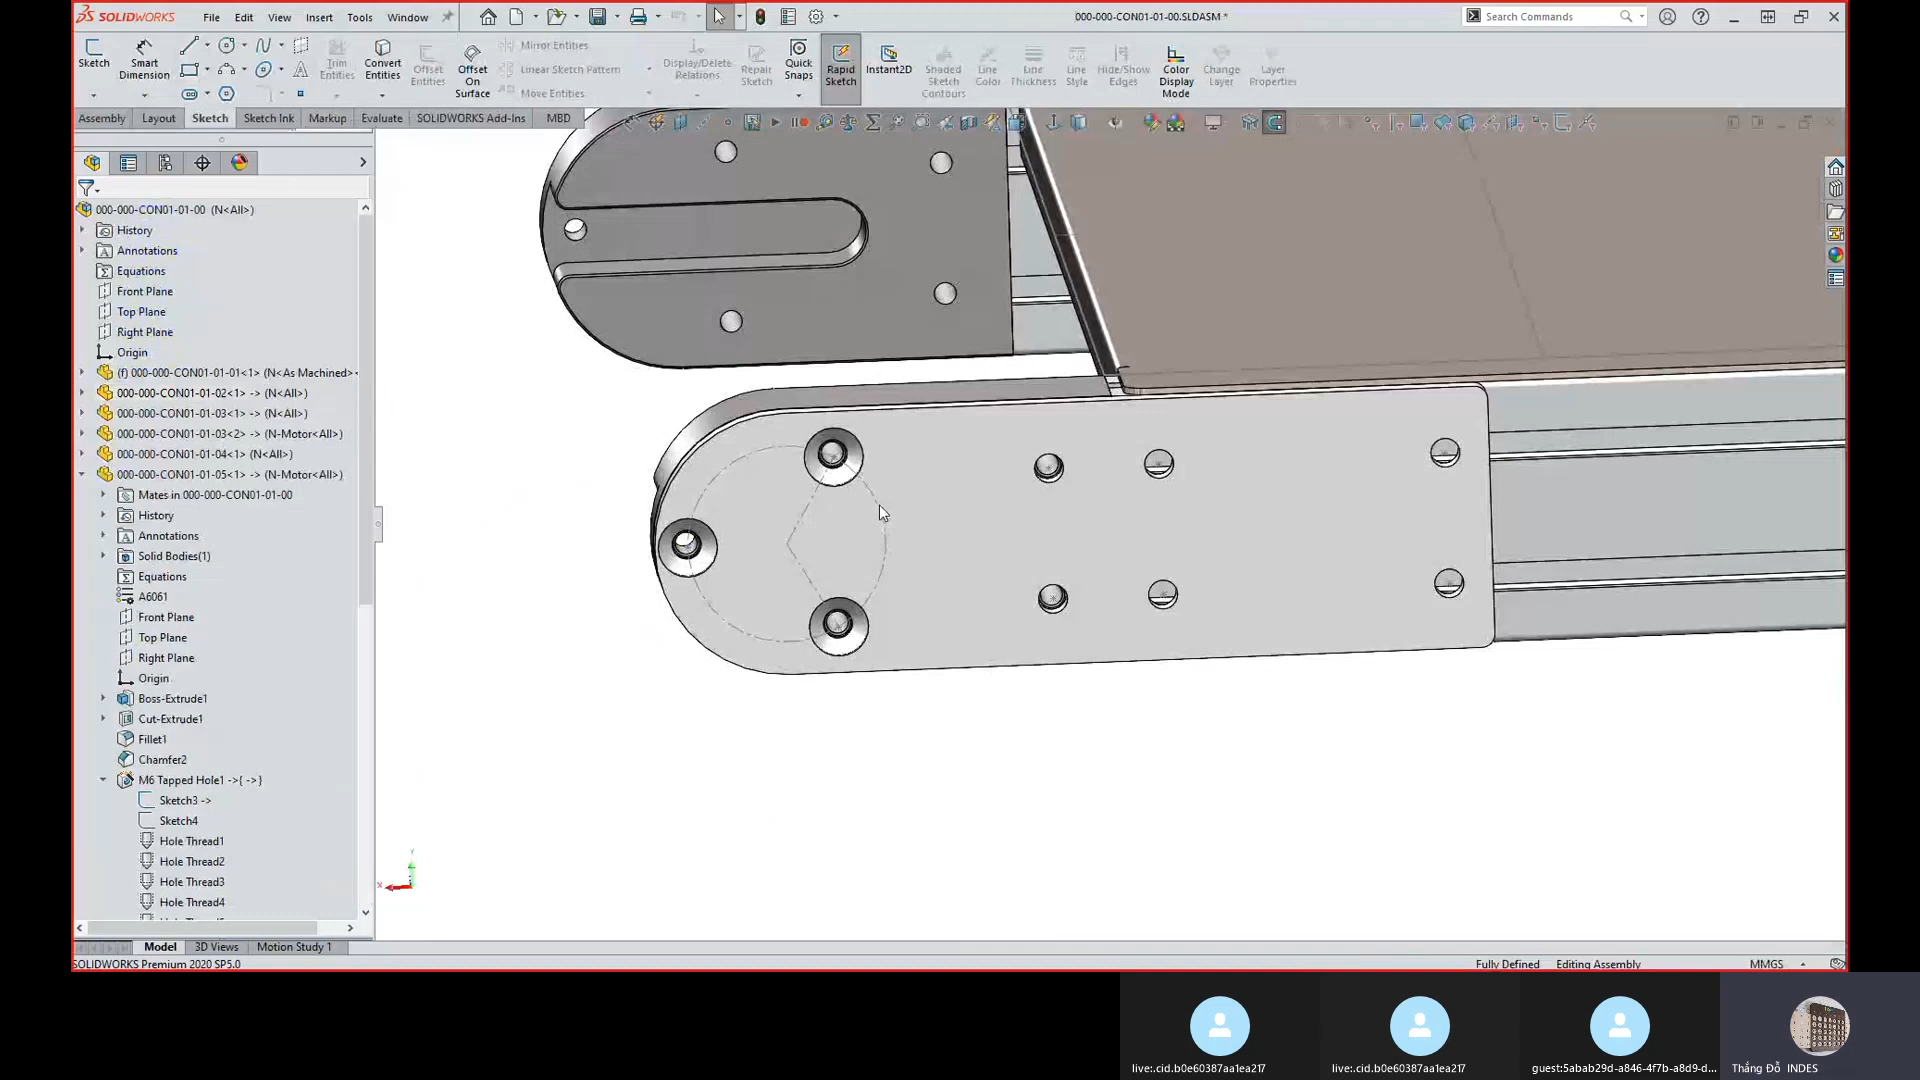 SOLIDWORKS File Edit View Insert Tools Window 000-000-CON01-01-00.SLDASM * Search Commands
Sketch Smart Dimension Trim Entities Convert Entities Offset Entities Offset On Surface Mirror Entities Linear Sketch Pattern Move Entities Display/Delete Relations Repair Sketch Quick Snaps Rapid Sketch Instant2D Shaded Sketch Contours Line Color Line Thickness Line Style Hide/Show Edges Color Display Mode Change Layer Layer Properties
Assembly Layout Sketch Sketch Ink Markup Evaluate SOLIDWORKS Add-Ins MBD
000-000-CON01-01-00 (N<All>)
History
Annotations
Equations
Front Plane
Top Plane
Right Plane
Origin
(f) 000-000-CON01-01-01<1> (N<As Machined>
000-000-CON01-01-02<1> -> (N<All>)
000-000-CON01-01-03<1> -> (N<All>)
000-000-CON01-01-03<2> -> (N-Motor<All>)
000-000-CON01-01-04<1> (N<All>)
000-000-CON01-01-05<1> -> (N-Motor<All>)
Mates in 000-000-CON01-01-00
History
Annotations
Solid Bodies(1)
Equations
A6061
Front Plane
Top Plane
Right Plane
Origin
Boss-Extrude1
Cut-Extrude1
Fillet1
Chamfer2
M6 Tapped Hole1 ->{ ->}
Sketch3 ->
Sketch4
Hole Thread1
Hole Thread2
Hole Thread3
Hole Thread4
Model 3D Views Motion Study 1
SOLIDWORKS Premium 2020 SP5.0 Fully Defined Editing Assembly MMGS
live:.cid.b0e60387aa1ea217 live:.cid.b0e60387aa1ea217 guest:5abab29d-a846-4f7b-a8d9-d... Thắng Đỗ INDES